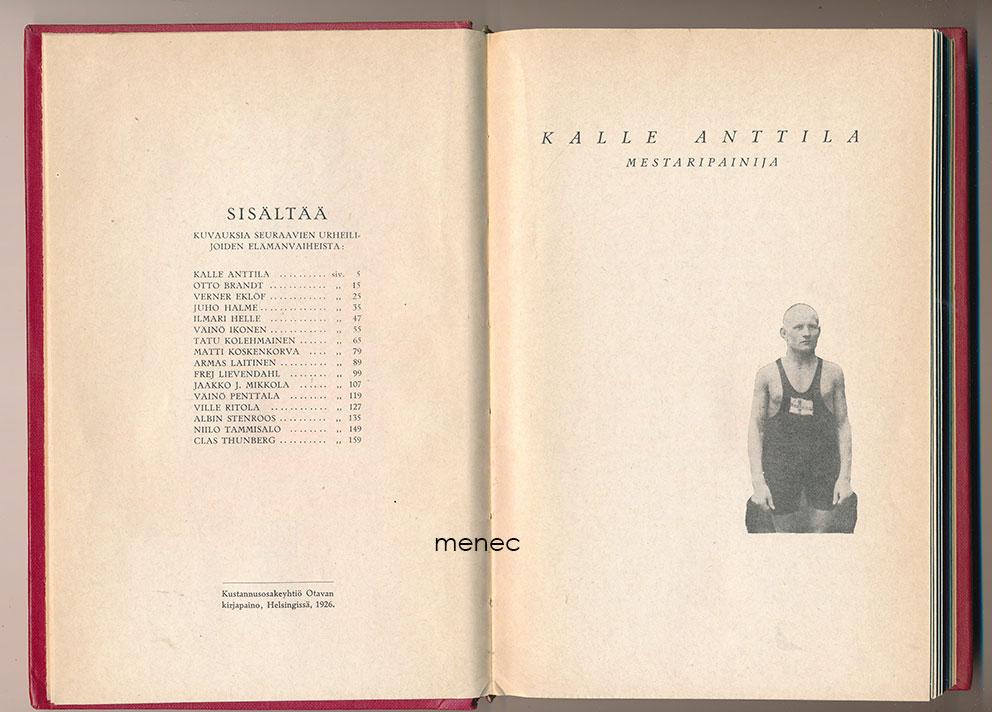 SISÄLTÄÄ
KUVAUKSIA SEURAAVIEN URHEILI-
JOIDEN ELÄMÄNVAIHEISTA:
KALLE ANTTILA .......... siv. 5
OTTO BRANDT ............ „ 15
VERNER EKLÖF ............ „ 25
JUHO HALME .............. „ 35
ILMARI HELLE ............ „ 47
VÄINÖ IKONEN ............ „ 55
TATU KOLEHMAINEN ...... „ 65
MATTI KOSKENKORVA .... „ 79
ARMAS LAITINEN .......... „ 89
FREJ LIEVENDAHL ........ „ 99
JAAKKO J. MIKKOLA ...... „ 107
VÄINÖ PENTTALA ........ „ 119
VILLE RITOLA ............ „ 127
ALBIN STENROOS .......... „ 135
NIILO TAMMISALO ........ „ 149
CLAS THUNBERG .......... „ 159
Kustannusosakeyhtiö Otavan
kirjapaino, Helsingissä, 1926.
KALLE ANTTILA
MESTARIPAINIJA
menec